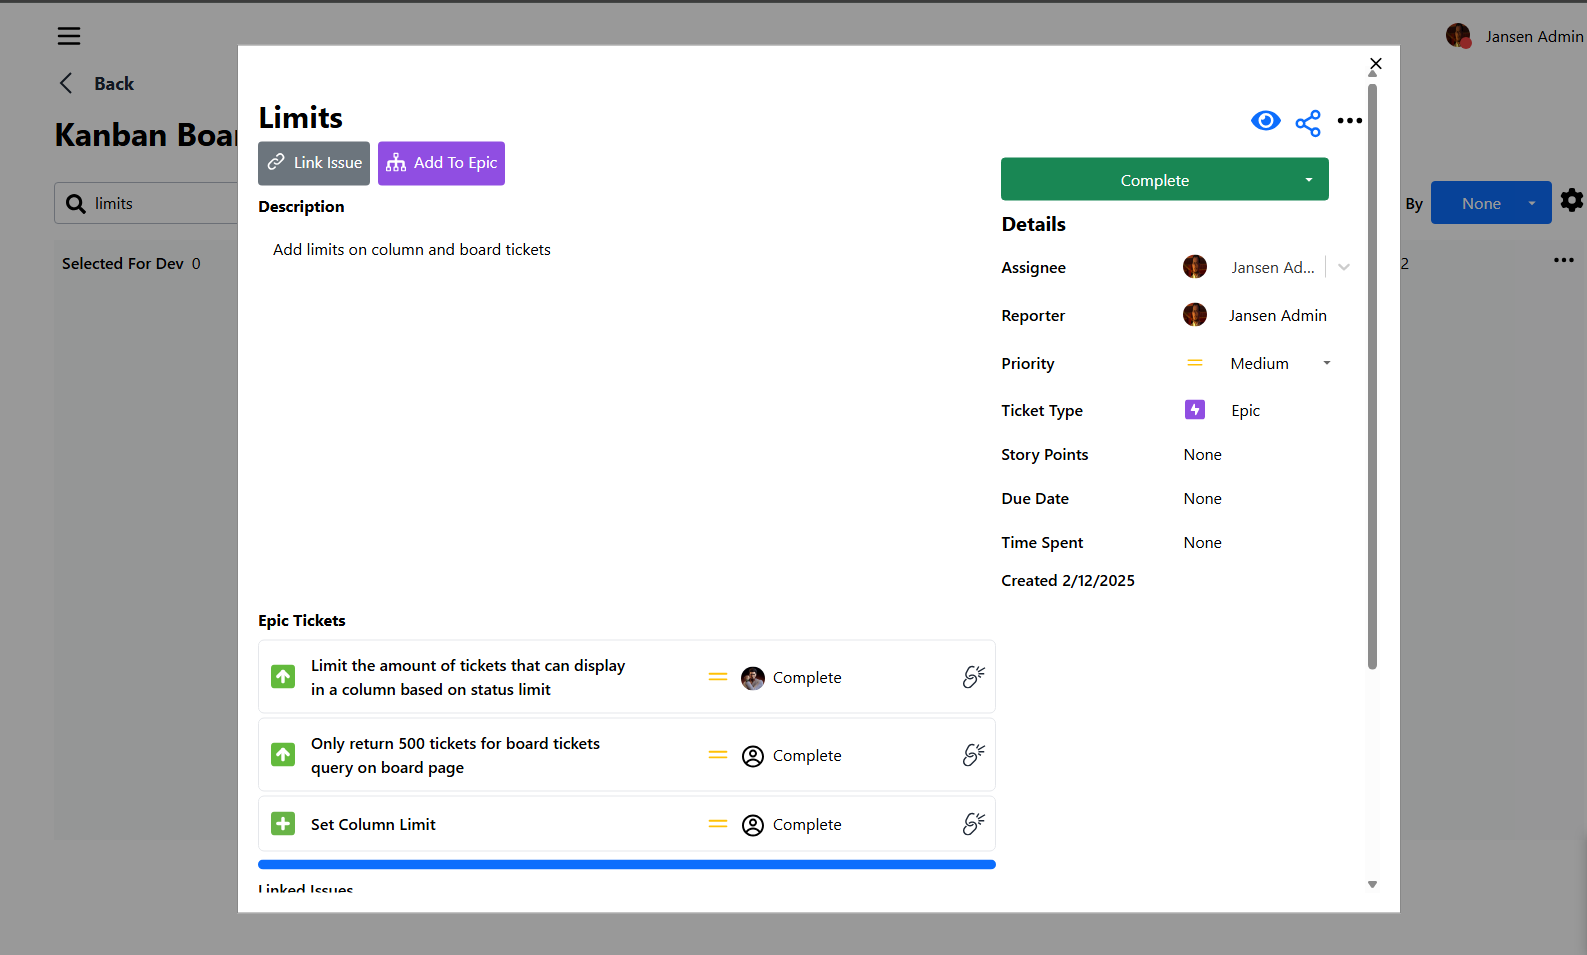 Jansen Admin
Back
Kanban Boar
limits
By
None
Selected For Dev 0
2
Limits
Link Issue
Add To Epic
Description
Add limits on column and board tickets
Complete
Details
Assignee
Jansen Ad...
Reporter
Jansen Admin
Priority
Medium
Ticket Type
Epic
Story Points
None
Due Date
None
Time Spent
None
Created 2/12/2025
Epic Tickets
Limit the amount of tickets that can display
in a column based on status limit
Complete
Only return 500 tickets for board tickets
query on board page
Complete
Set Column Limit
Complete
Linked Issues